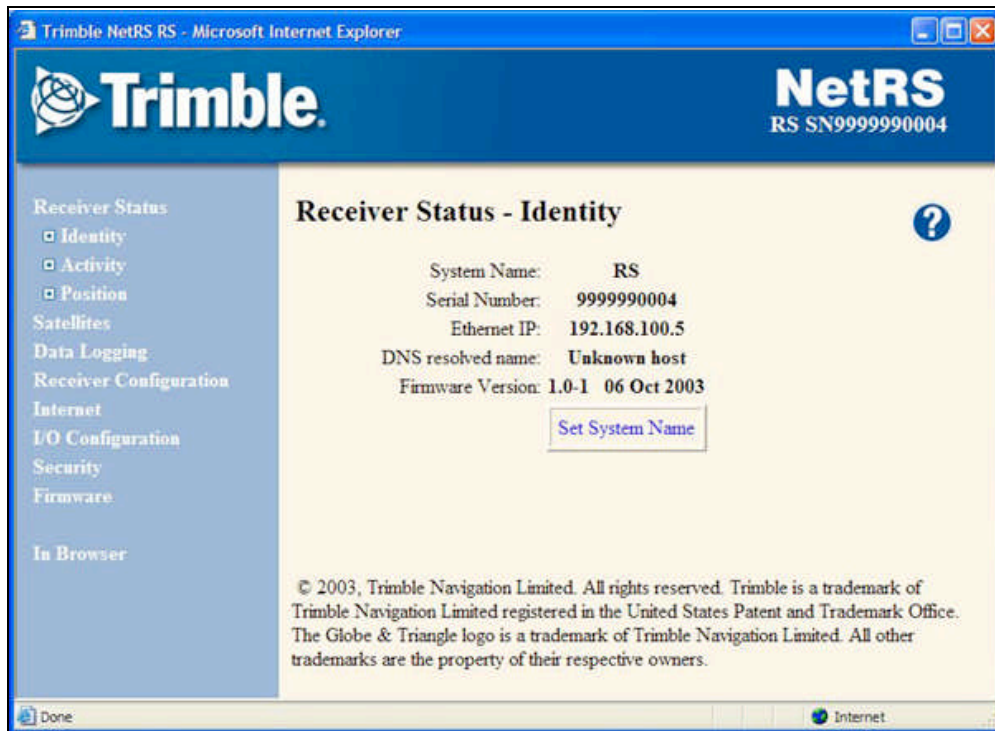 Trimble NetRS RS - Microsoft Internet Explorer
Trimble.
NetRS
RS SN9999990004
Receiver Status
Identity
Activity
Position
Satellites
Data Logging
Receiver Configuration
Internet
I/O Configuration
Security
Firmware
In Browser
Receiver Status - Identity
?
System Name: RS
Serial Number: 9999990004
Ethernet IP: 192.168.100.5
DNS resolved name: Unknown host
Firmware Version: 1.0-1 06 Oct 2003
Set System Name
© 2003, Trimble Navigation Limited. All rights reserved. Trimble is a trademark of
Trimble Navigation Limited registered in the United States Patent and Trademark Office.
The Globe & Triangle logo is a trademark of Trimble Navigation Limited. All other
trademarks are the property of their respective owners.
Done
Internet